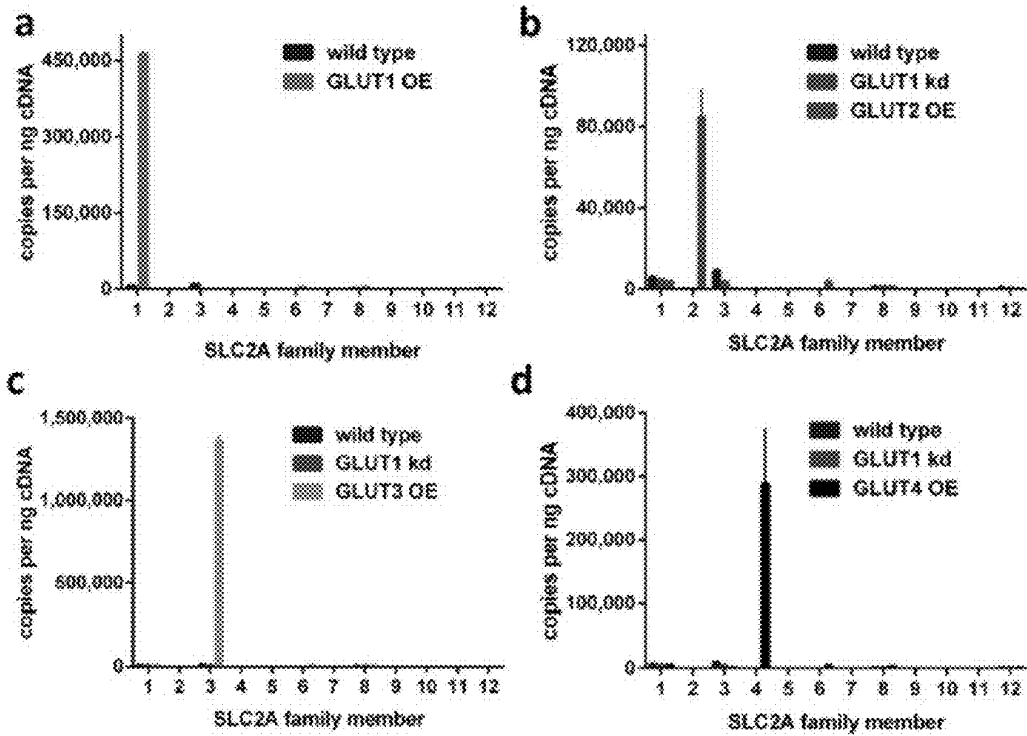 a
copies per ng cDNA
450,000
300,000
150,000
0
wild type
GLUT1 OE
1 2 3 4 5 6 7 8 9 10 11 12
SLC2A family member
b
copies per ng cDNA
120,000
80,000
40,000
0
wild type
GLUT1 kd
GLUT2 OE
1 2 3 4 5 6 7 8 9 10 11 12
SLC2A family member
c
copies per ng cDNA
1,500,000
1,000,000
500,000
0
wild type
GLUT1 kd
GLUT3 OE
1 2 3 4 5 6 7 8 9 10 11 12
SLC2A family member
d
copies per ng cDNA
400,000
300,000
200,000
100,000
0
wild type
GLUT1 kd
GLUT4 OE
1 2 3 4 5 6 7 8 9 10 11 12
SLC2A family member